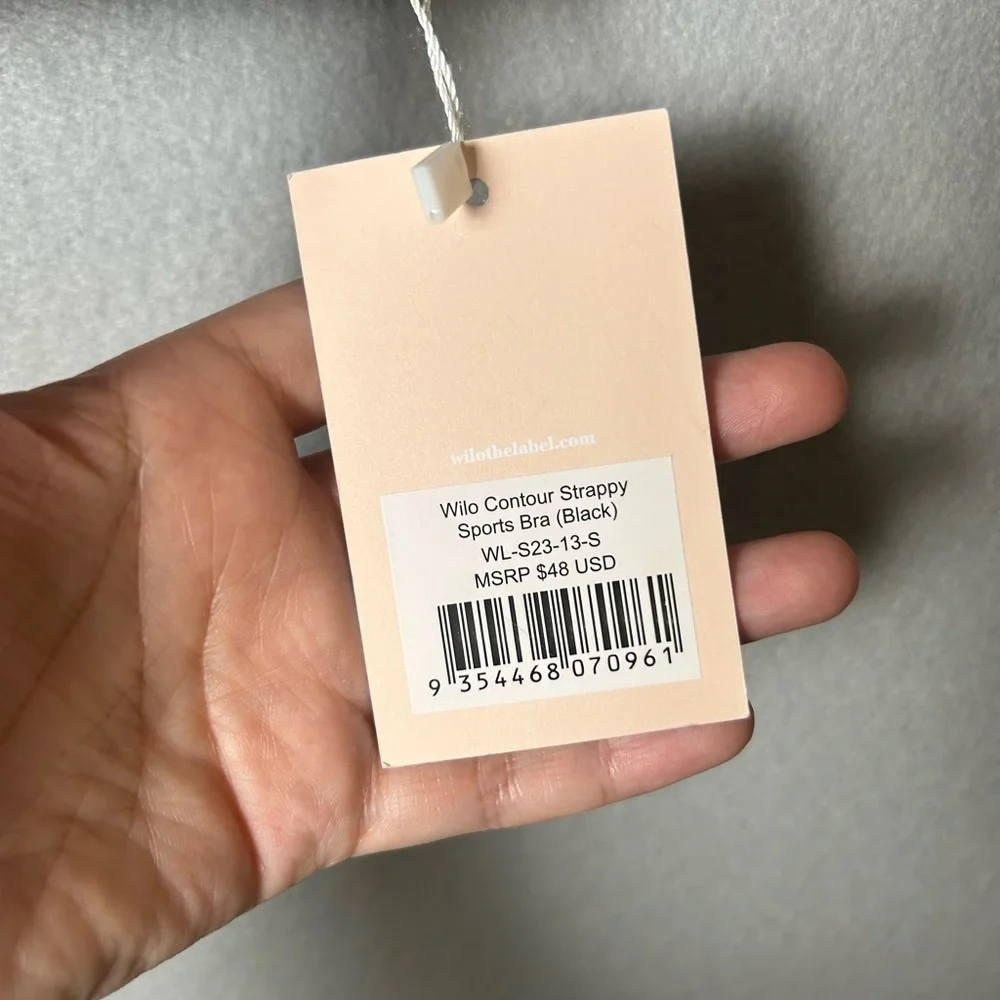 wilothelabel.com
Wilo Contour Strappy
Sports Bra (Black)
WL-S23-13-S
MSRP $48 USD
9 354468 070961